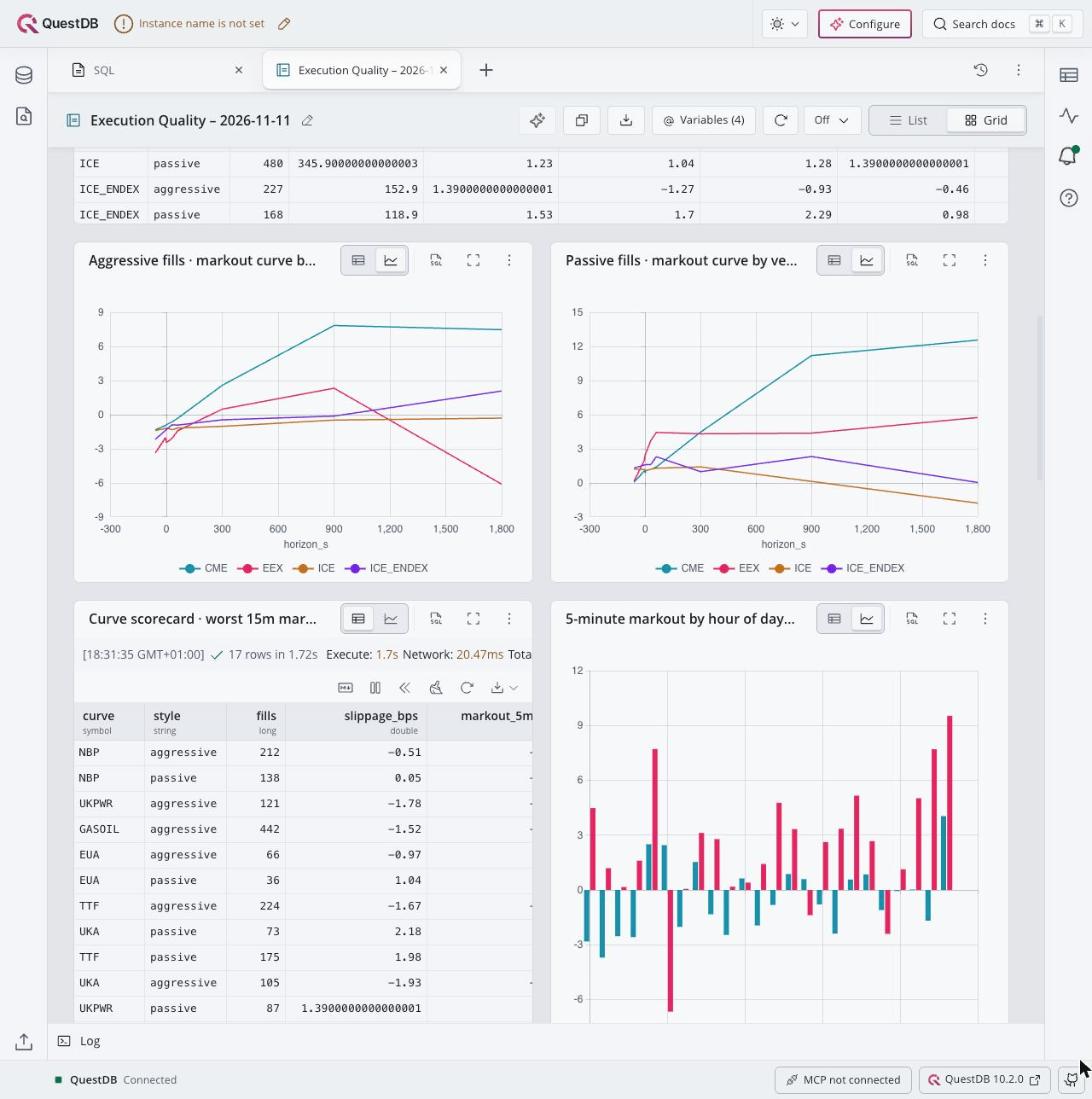 QuestDB Instance name is not set Configure Search docs ⌘ K
SQL Execution Quality – 2026-1
Execution Quality – 2026-11-11 @ Variables (4) Off List Grid
ICE passive 480 345.90000000000003 1.23 1.04 1.28 1.3900000000000001
ICE_ENDEX aggressive 227 152.9 1.3900000000000001 −1.27 −0.93 −0.46
ICE_ENDEX passive 168 118.9 1.53 1.7 2.29 0.98
Aggressive fills · markout curve b... SQL
9
6
3
0
-3
-6
-9
-300 0 300 600 900 1,200 1,500 1,800
horizon_s
CME EEX ICE ICE_ENDEX
Passive fills · markout curve by ve... SQL
15
12
9
6
3
0
-3
-300 0 300 600 900 1,200 1,500 1,800
horizon_s
CME EEX ICE ICE_ENDEX
Curve scorecard · worst 15m mar... SQL
[18:31:35 GMT+01:00] 17 rows in 1.72s Execute: 1.7s Network: 20.47ms Tota
curve style fills slippage_bps markout_5m
symbol string long double
NBP aggressive 212 −0.51 -
NBP passive 138 0.05 -
UKPWR aggressive 121 −1.78 -
GASOIL aggressive 442 −1.52 -
EUA aggressive 66 −0.97 -
EUA passive 36 1.04 -
TTF aggressive 224 −1.67 -
UKA passive 73 2.18 -
TTF passive 175 1.98 -
UKA aggressive 105 −1.93 -
UKPWR passive 87 1.3900000000000001 -
5-minute markout by hour of day... SQL
12
9
6
3
0
-3
-6
Log
QuestDB Connected MCP not connected QuestDB 10.2.0